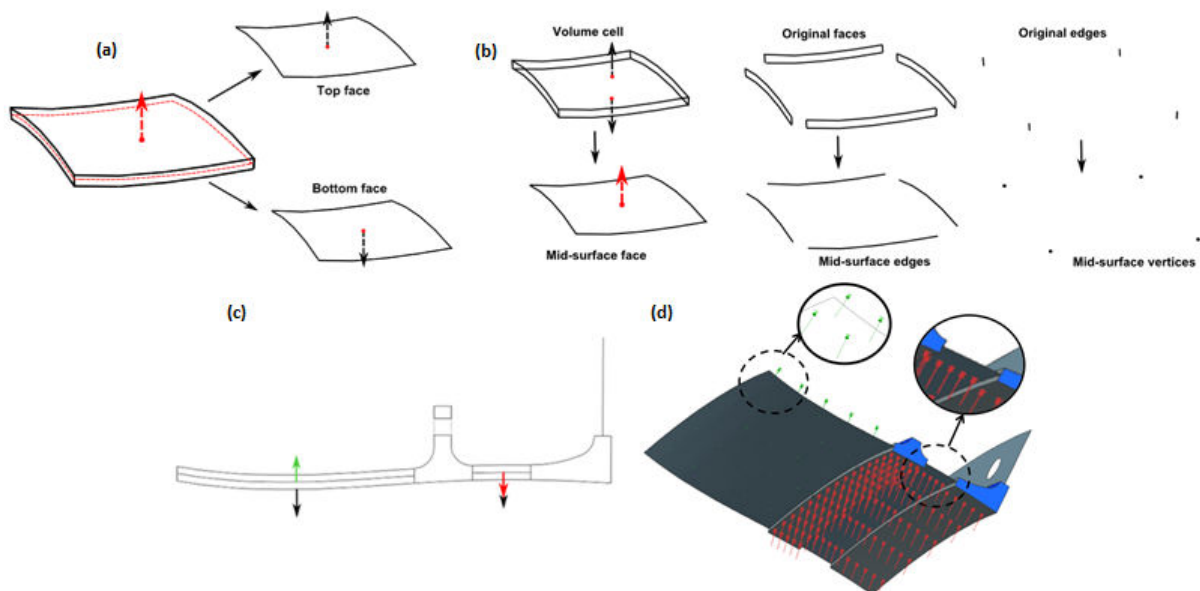 (a)
Top face
Bottom face
(b)
Volume cell
Original faces
Original edges
Mid-surface face
Mid-surface edges
Mid-surface vertices
(c)
(d)